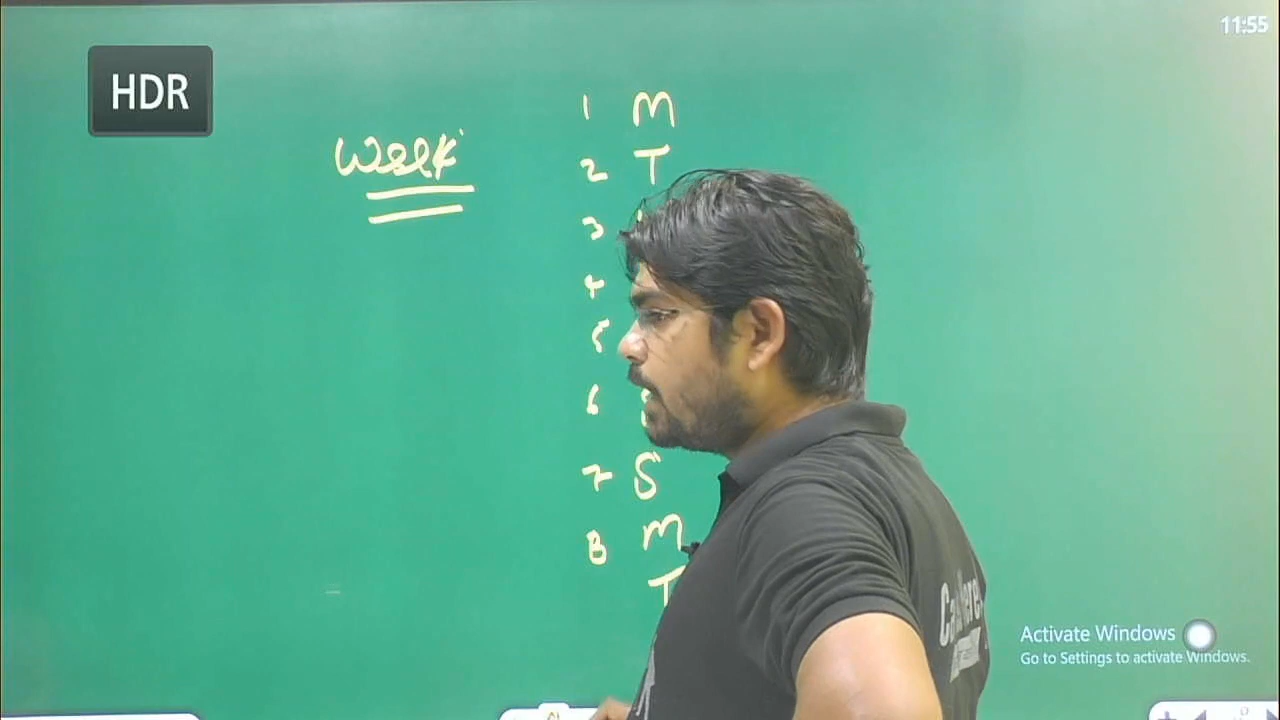 11:55
HDR
1 M
Week
2 T
3
4
5
6 S
7 S
8 M
T
Activate Windows
Go to Settings to activate Windows.